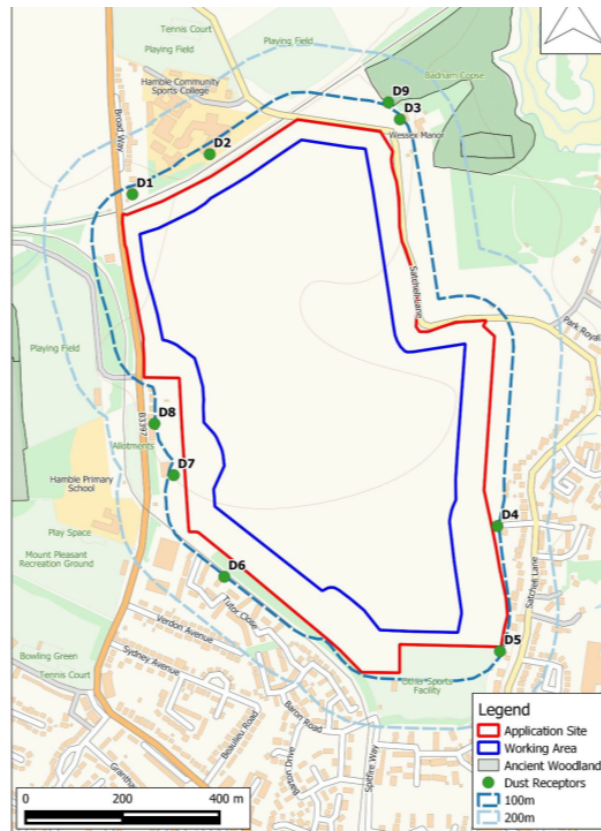 Tennis Court
Playing Field
Playing Field
Hamble Community
Sports College
Badnam Copse
D9
D3
Wessex Manor
Broad Way
D2
D1
Satchell Lane
Park Royal
Playing Field
D8
B3397
Allotments
D7
Hamble Primary
School
D4
Play Space
Mount Pleasant
Recreation Ground
D6
Tutor Close
Satchell Lane
Verdon Avenue
D5
Bowling Green
Sydney Avenue
Tennis Court
Other Sports
Facility
Baron Road
Beaulieu Road
Spitfire Way
Legend
Application Site
Working Area
Ancient Woodland
Dust Receptors
100m
200m
0 200 400 m